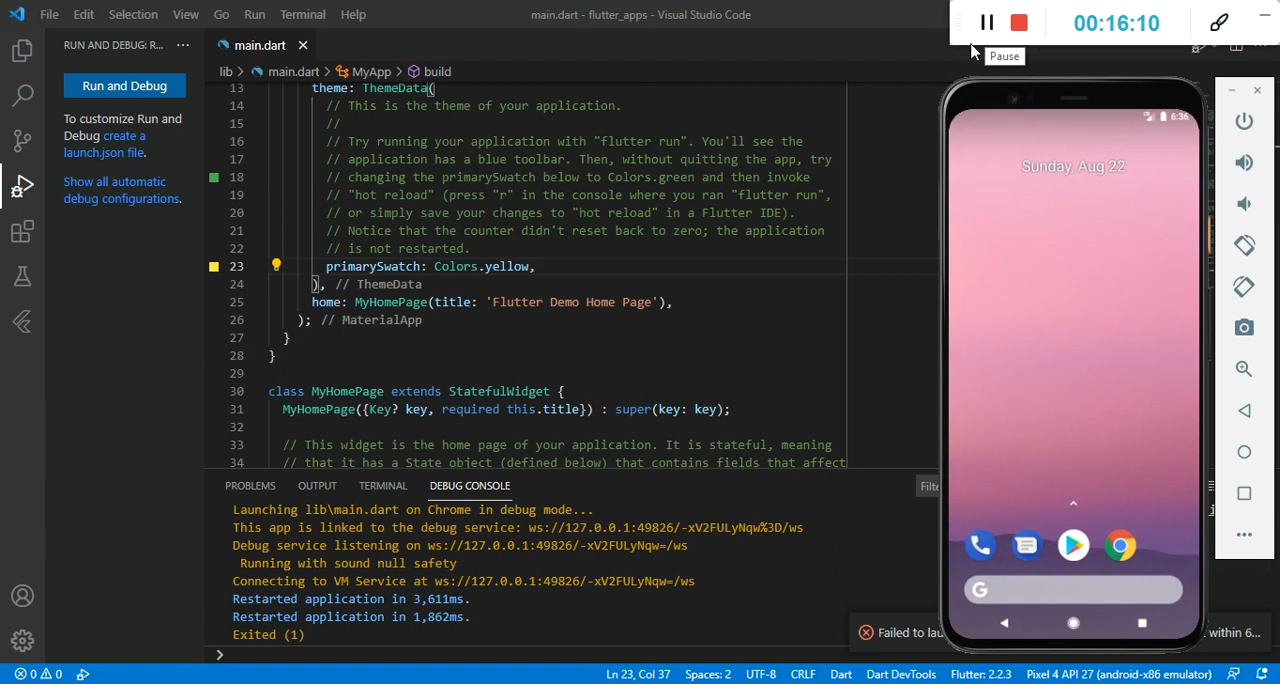 File Edit Selection View Go Run Terminal Help
main.dart - flutter_apps - Visual Studio Code
00:16:10
Pause
RUN AND DEBUG: R... ···
Run and Debug
To customize Run and
Debug create a
launch.json file.
Show all automatic
debug configurations.
main.dart
lib > main.dart > MyApp > build
13 theme: ThemeData(
14 // This is the theme of your application.
15 //
16 // Try running your application with "flutter run". You'll see the
17 // application has a blue toolbar. Then, without quitting the app, try
18 // changing the primarySwatch below to Colors.green and then invoke
19 // "hot reload" (press "r" in the console where you ran "flutter run",
20 // or simply save your changes to "hot reload" in a Flutter IDE).
21 // Notice that the counter didn't reset back to zero; the application
22 // is not restarted.
23 primarySwatch: Colors.yellow,
24 ), // ThemeData
25 home: MyHomePage(title: 'Flutter Demo Home Page'),
26 ); // MaterialApp
27 }
28 }
29
30 class MyHomePage extends StatefulWidget {
31 MyHomePage({Key? key, required this.title}) : super(key: key);
32
33 // This widget is the home page of your application. It is stateful, meaning
34 // that it has a State object (defined below) that contains fields that affect
PROBLEMS OUTPUT TERMINAL DEBUG CONSOLE
Launching lib\main.dart on Chrome in debug mode...
This app is linked to the debug service: ws://127.0.0.1:49826/-xV2FULyNqw%3D/ws
Debug service listening on ws://127.0.0.1:49826/-xV2FULyNqw=/ws
Running with sound null safety
Connecting to VM Service at ws://127.0.0.1:49826/-xV2FULyNqw=/ws
Restarted application in 3,611ms.
Restarted application in 1,862ms.
Exited (1)
>
6:36
Sunday, Aug 22
G
Failed to
within 6...
0 0
Ln 23, Col 37 Spaces: 2 UTF-8 CRLF Dart Dart DevTools Flutter: 2.2.3 Pixel 4 API 27 (android-x86 emulator)